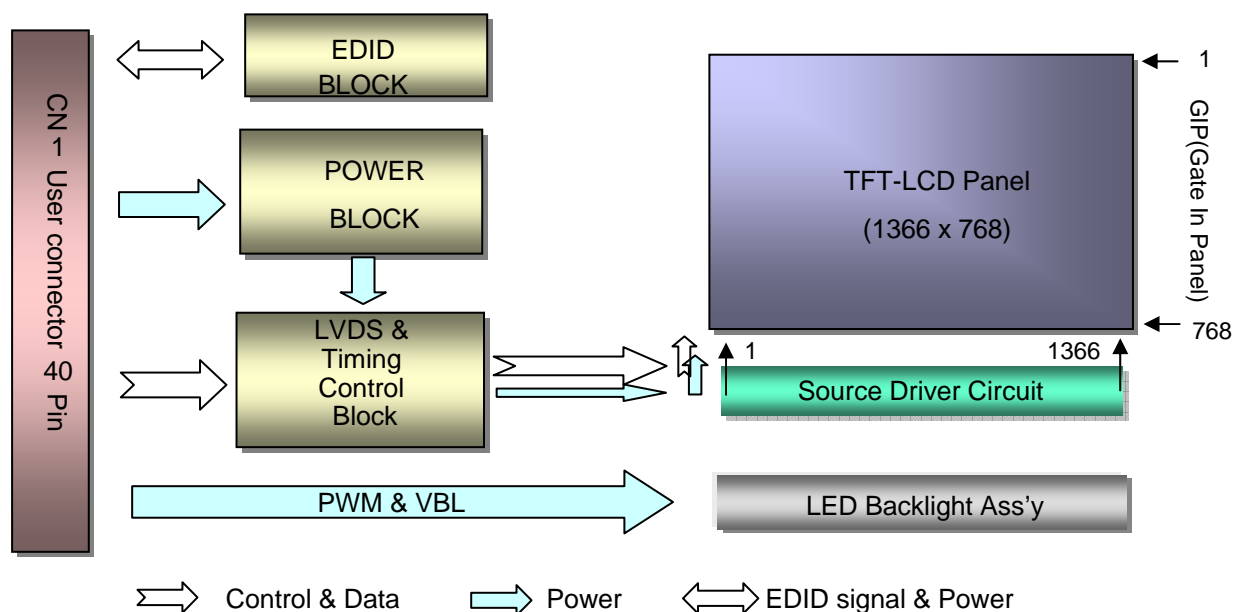 CN 1 User connector 40 Pin
EDID
BLOCK
POWER
BLOCK
LVDS &
Timing
Control
Block
PWM & VBL
TFT-LCD Panel
(1366 x 768)
1
GIP(Gate In Panel)
768
1
1366
Source Driver Circuit
LED Backlight Ass'y
Control & Data
Power
EDID signal & Power